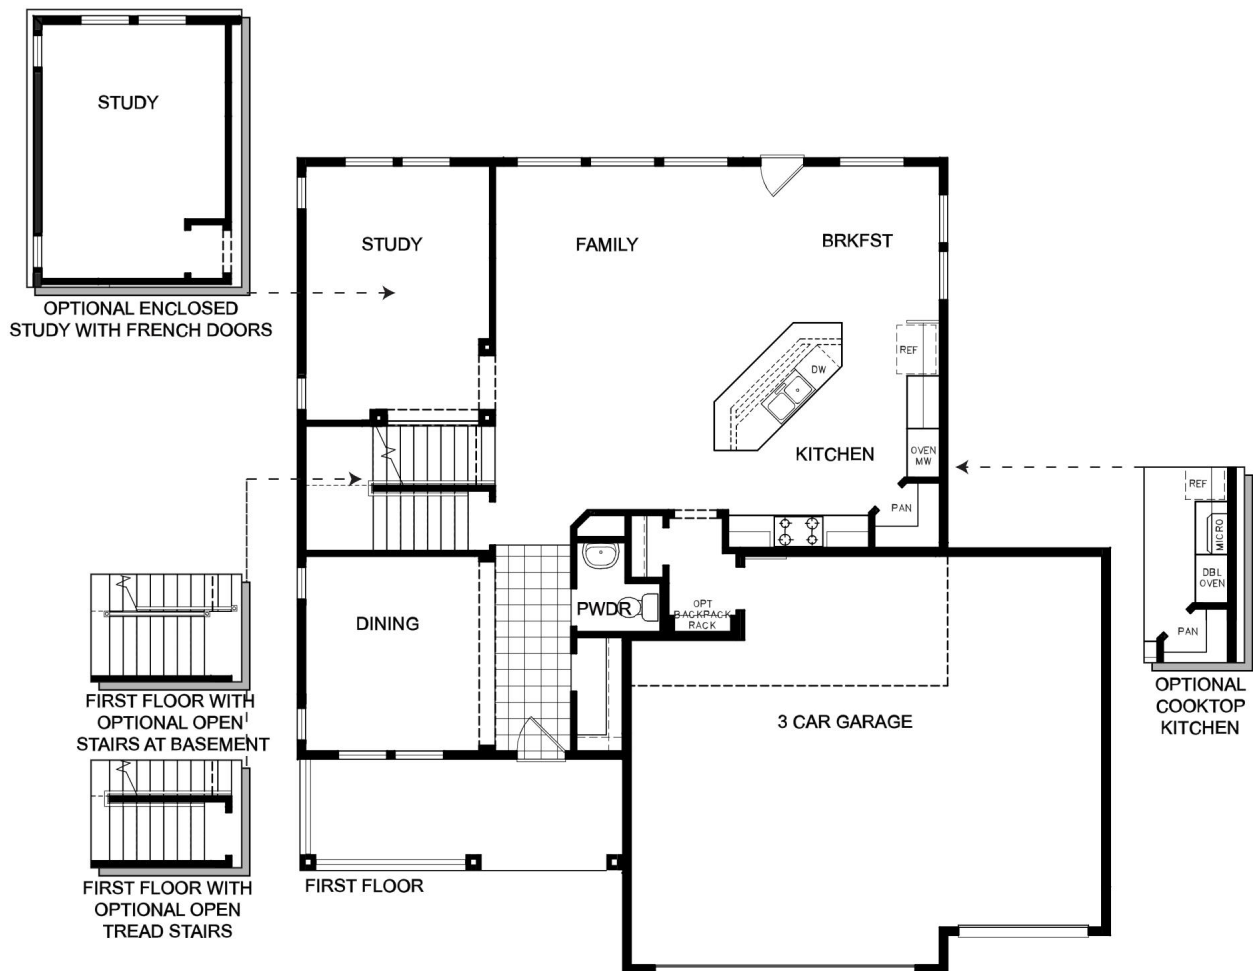 STUDY
OPTIONAL ENCLOSED
STUDY WITH FRENCH DOORS
STUDY
FAMILY
BRKFST
REF
DW
KITCHEN
OVEN
MW
PAN
PWDR
OPT
BACKPACK
RACK
DINING
3 CAR GARAGE
FIRST FLOOR
FIRST FLOOR WITH
OPTIONAL OPEN
STAIRS AT BASEMENT
FIRST FLOOR WITH
OPTIONAL OPEN
TREAD STAIRS
REF
MICRO
DBL
OVEN
PAN
OPTIONAL
COOKTOP
KITCHEN